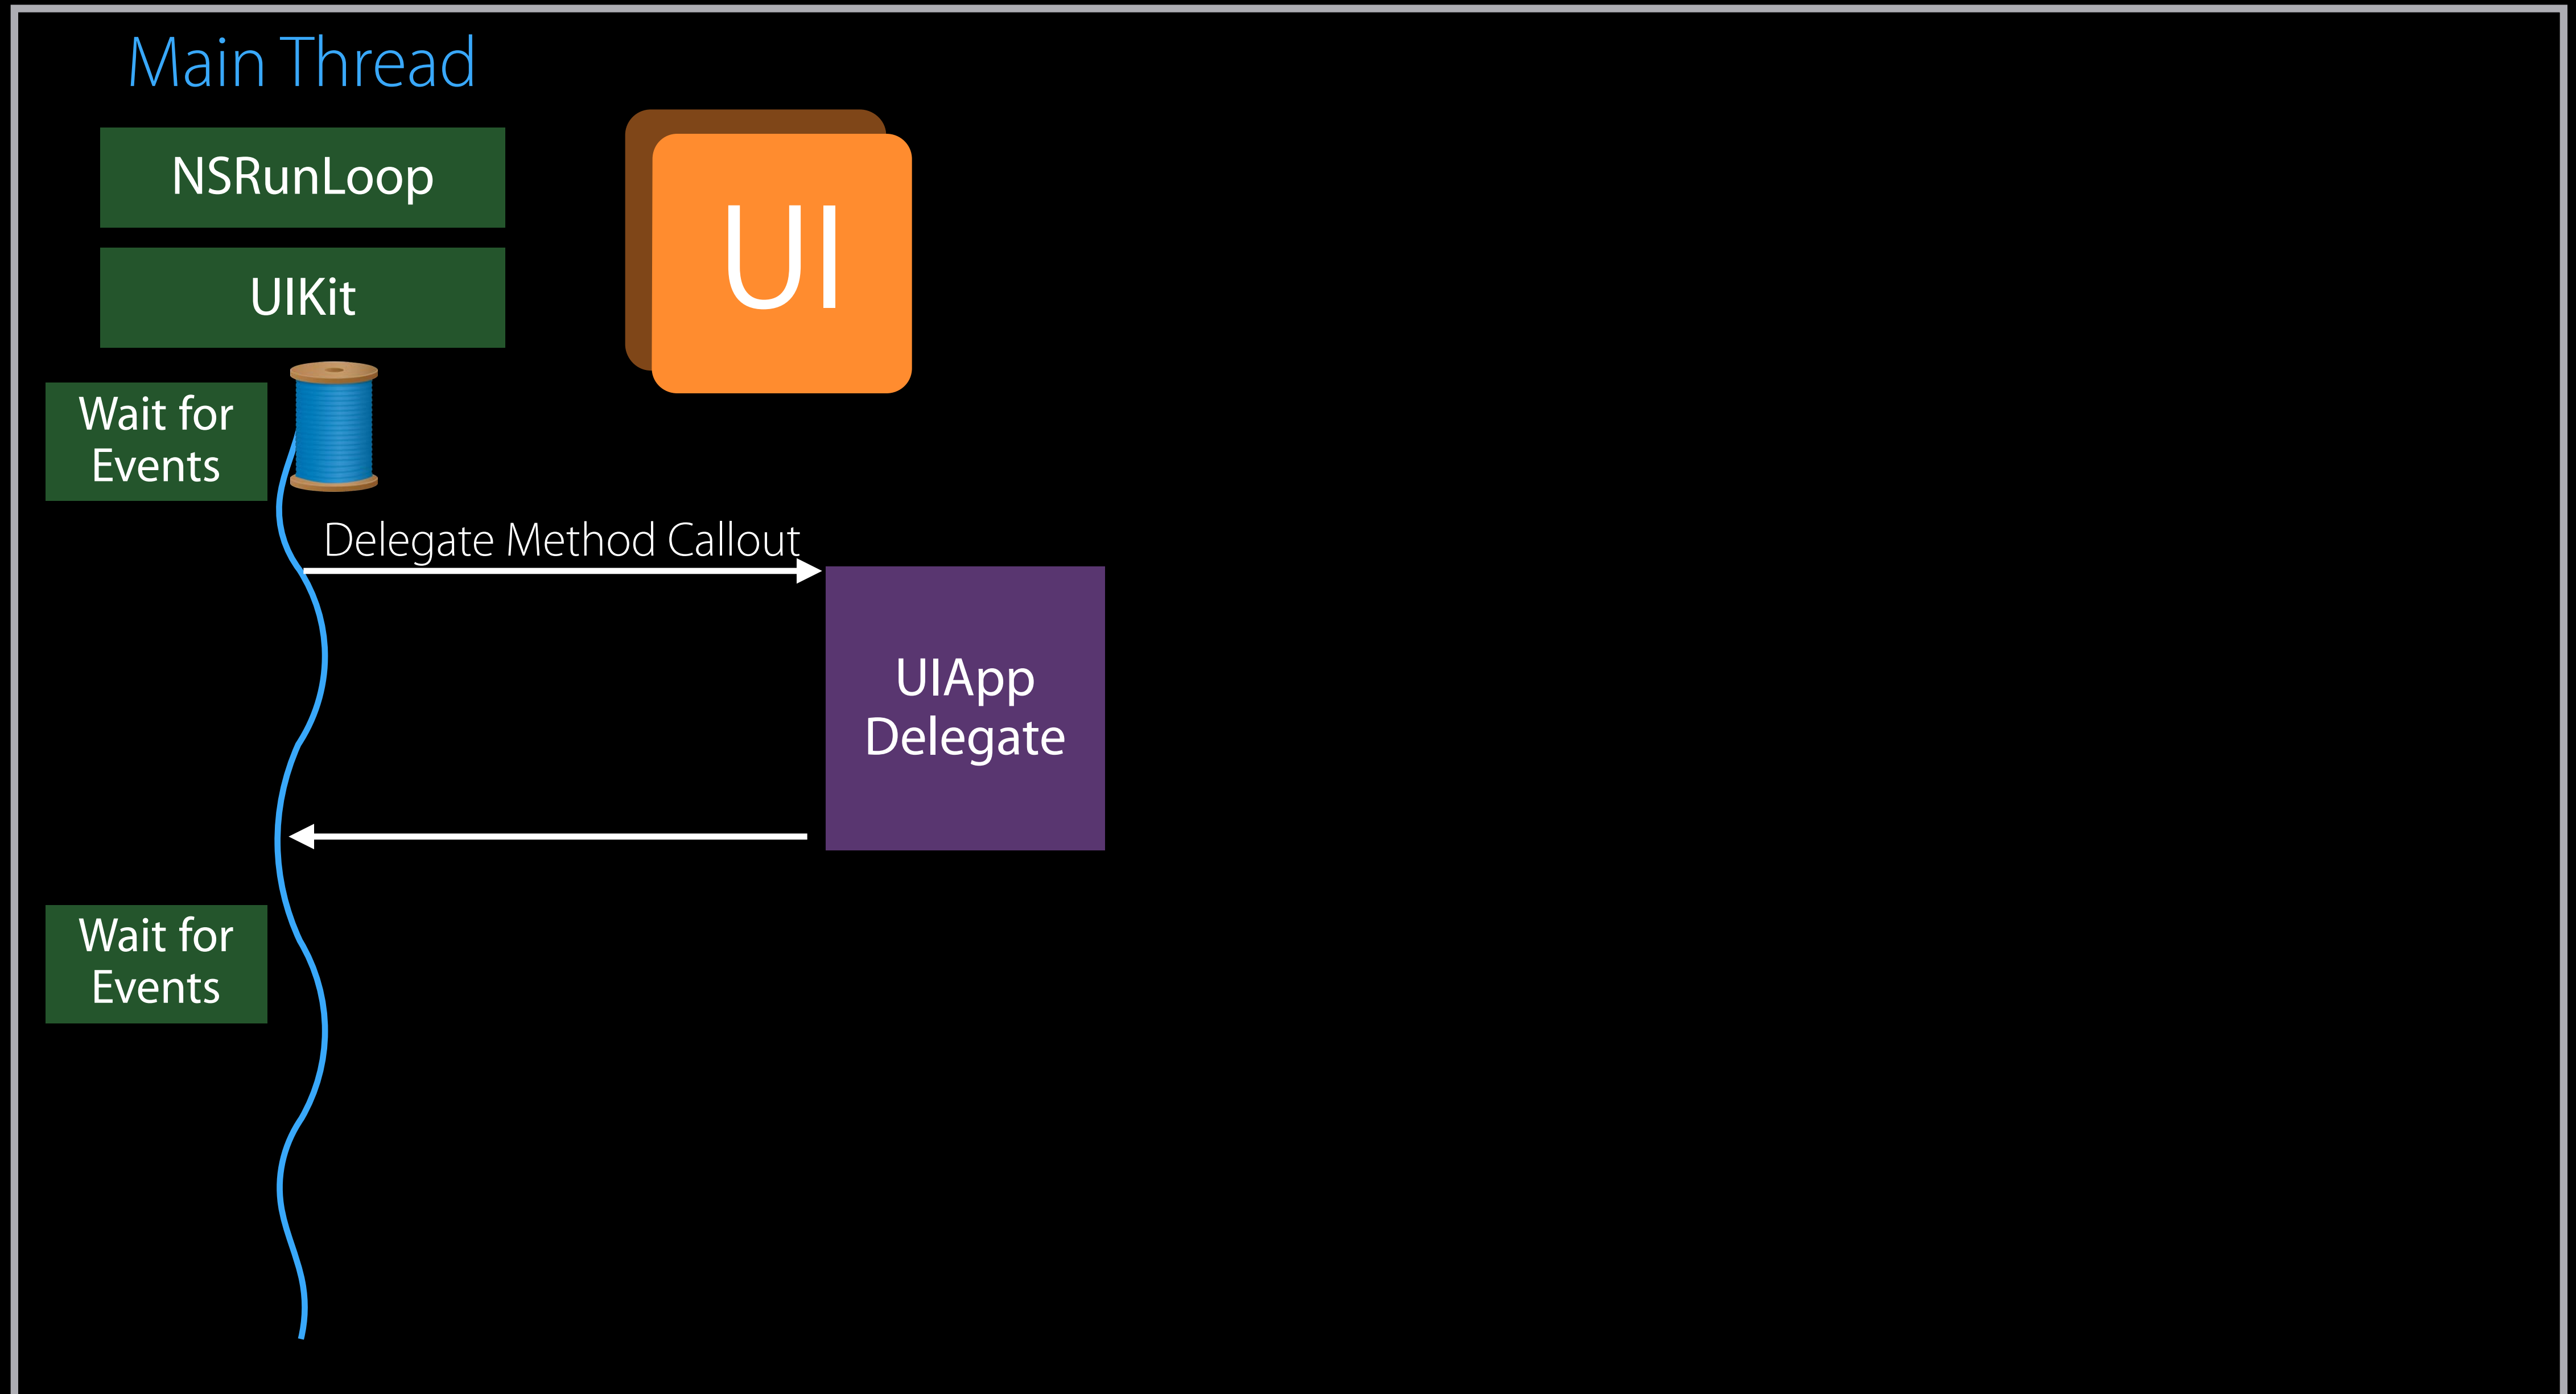 Main Thread
NSRunLoop
UIKit
UI
Wait for
Events
Delegate Method Callout
UIApp
Delegate
Wait for
Events